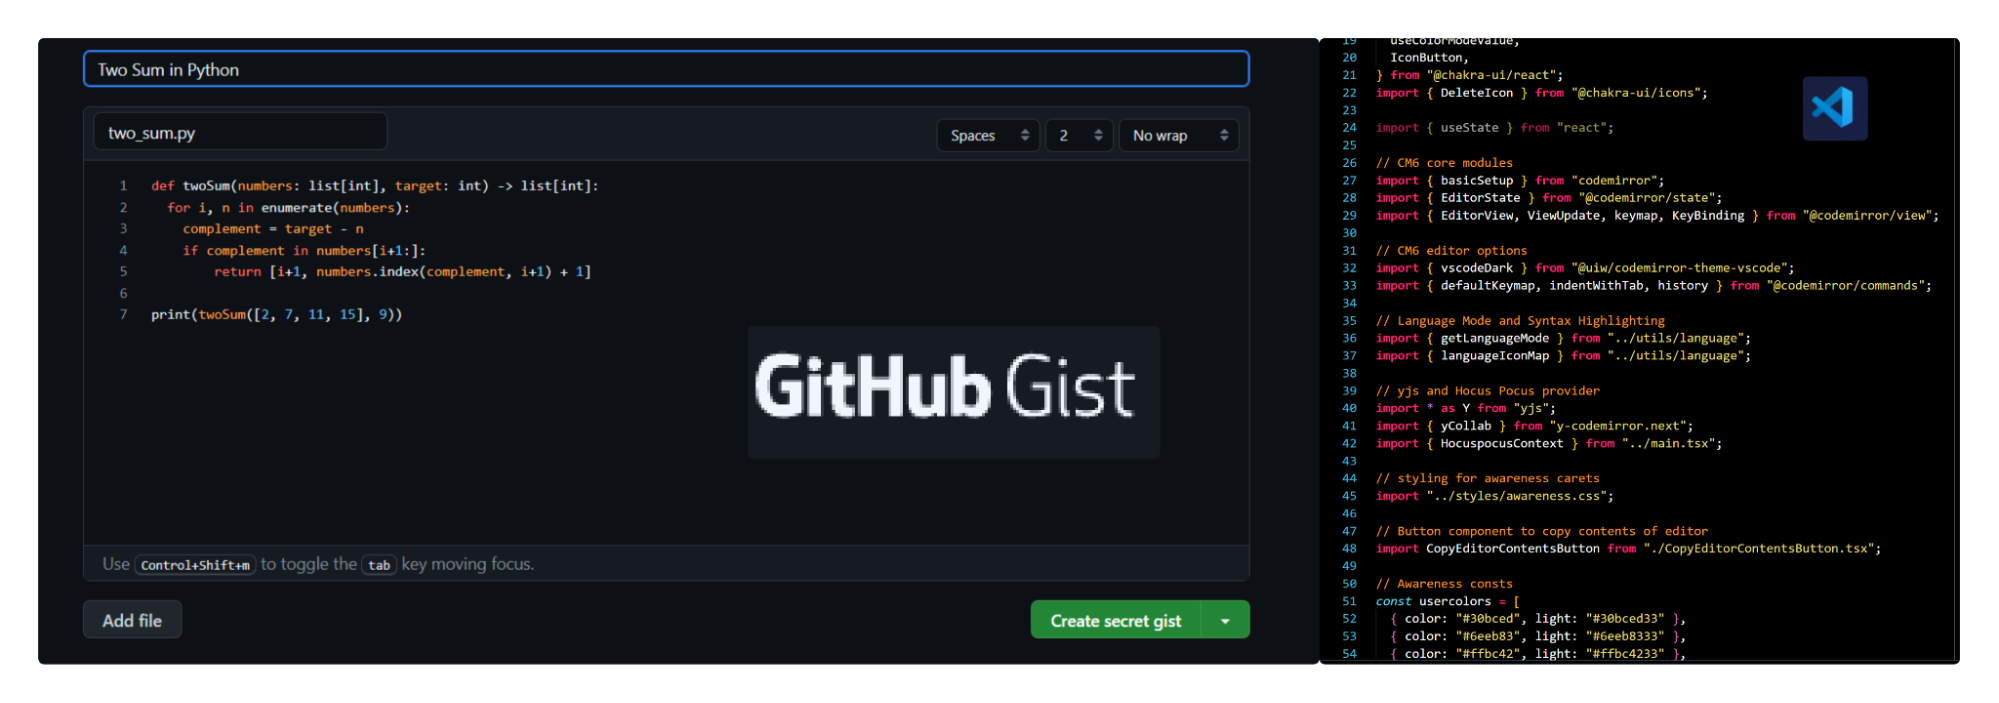 Two Sum in Python
two_sum.py
Spaces
2
No wrap
1 def twoSum(numbers: list[int], target: int) -> list[int]:
2 for i, n in enumerate(numbers):
3 complement = target - n
4 if complement in numbers[i+1:]:
5 return [i+1, numbers.index(complement, i+1) + 1]
6
7 print(twoSum([2, 7, 11, 15], 9))
GitHub Gist
Use Control+Shift+m to toggle the tab key moving focus.
Add file
Create secret gist
19 useColorModeValue,
20 IconButton,
21 } from "@chakra-ui/react";
22 import { DeleteIcon } from "@chakra-ui/icons";
23
24 import { useState } from "react";
25
26 // CM6 core modules
27 import { basicSetup } from "codemirror";
28 import { EditorState } from "@codemirror/state";
29 import { EditorView, ViewUpdate, keymap, KeyBinding } from "@codemirror/view";
30
31 // CM6 editor options
32 import { vscodeDark } from "@uiw/codemirror-theme-vscode";
33 import { defaultKeymap, indentWithTab, history } from "@codemirror/commands";
34
35 // Language Mode and Syntax Highlighting
36 import { getLanguageMode } from "../utils/language";
37 import { languageIconMap } from "../utils/language";
38
39 // yjs and Hocus Pocus provider
40 import * as Y from "yjs";
41 import { yCollab } from "y-codemirror.next";
42 import { HocuspocusContext } from "../main.tsx";
43
44 // styling for awareness carets
45 import "../styles/awareness.css";
46
47 // Button component to copy contents of editor
48 import CopyEditorContentsButton from "./CopyEditorContentsButton.tsx";
49
50 // Awareness consts
51 const usercolors = [
52 { color: "#30bced", light: "#30bced33" },
53 { color: "#6eeb83", light: "#6eeb8333" },
54 { color: "#ffbc42", light: "#ffbc4233" },